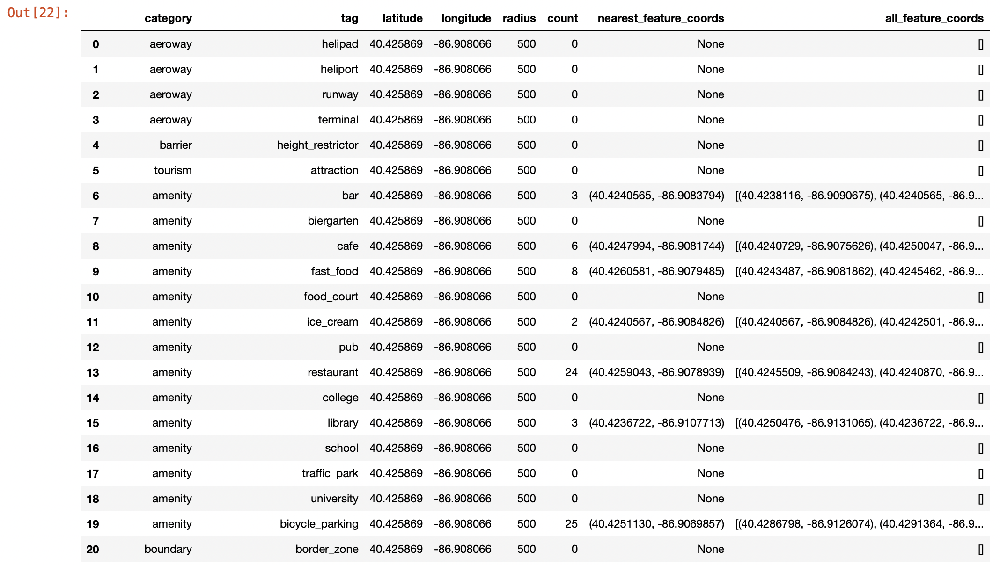 Out[22]:
category tag latitude longitude radius count nearest_feature_coords all_feature_coords
0 aeroway helipad 40.425869 -86.908066 500 0 None []
1 aeroway heliport 40.425869 -86.908066 500 0 None []
2 aeroway runway 40.425869 -86.908066 500 0 None []
3 aeroway terminal 40.425869 -86.908066 500 0 None []
4 barrier height_restrictor 40.425869 -86.908066 500 0 None []
5 tourism attraction 40.425869 -86.908066 500 0 None []
6 amenity bar 40.425869 -86.908066 500 3 (40.4240565, -86.9083794) [(40.4238116, -86.9090675), (40.4240565, -86.9...
7 amenity biergarten 40.425869 -86.908066 500 0 None []
8 amenity cafe 40.425869 -86.908066 500 6 (40.4247994, -86.9081744) [(40.4240729, -86.9075626), (40.4250047, -86.9...
9 amenity fast_food 40.425869 -86.908066 500 8 (40.4260581, -86.9079485) [(40.4243487, -86.9081862), (40.4245462, -86.9...
10 amenity food_court 40.425869 -86.908066 500 0 None []
11 amenity ice_cream 40.425869 -86.908066 500 2 (40.4240567, -86.9084826) [(40.4240567, -86.9084826), (40.4242501, -86.9...
12 amenity pub 40.425869 -86.908066 500 0 None []
13 amenity restaurant 40.425869 -86.908066 500 24 (40.4259043, -86.9078939) [(40.4245509, -86.9084243), (40.4240870, -86.9...
14 amenity college 40.425869 -86.908066 500 0 None []
15 amenity library 40.425869 -86.908066 500 3 (40.4236722, -86.9107713) [(40.4250476, -86.9131065), (40.4236722, -86.9...
16 amenity school 40.425869 -86.908066 500 0 None []
17 amenity traffic_park 40.425869 -86.908066 500 0 None []
18 amenity university 40.425869 -86.908066 500 0 None []
19 amenity bicycle_parking 40.425869 -86.908066 500 25 (40.4251130, -86.9069857) [(40.4286798, -86.9126074), (40.4291364, -86.9...
20 boundary border_zone 40.425869 -86.908066 500 0 None []